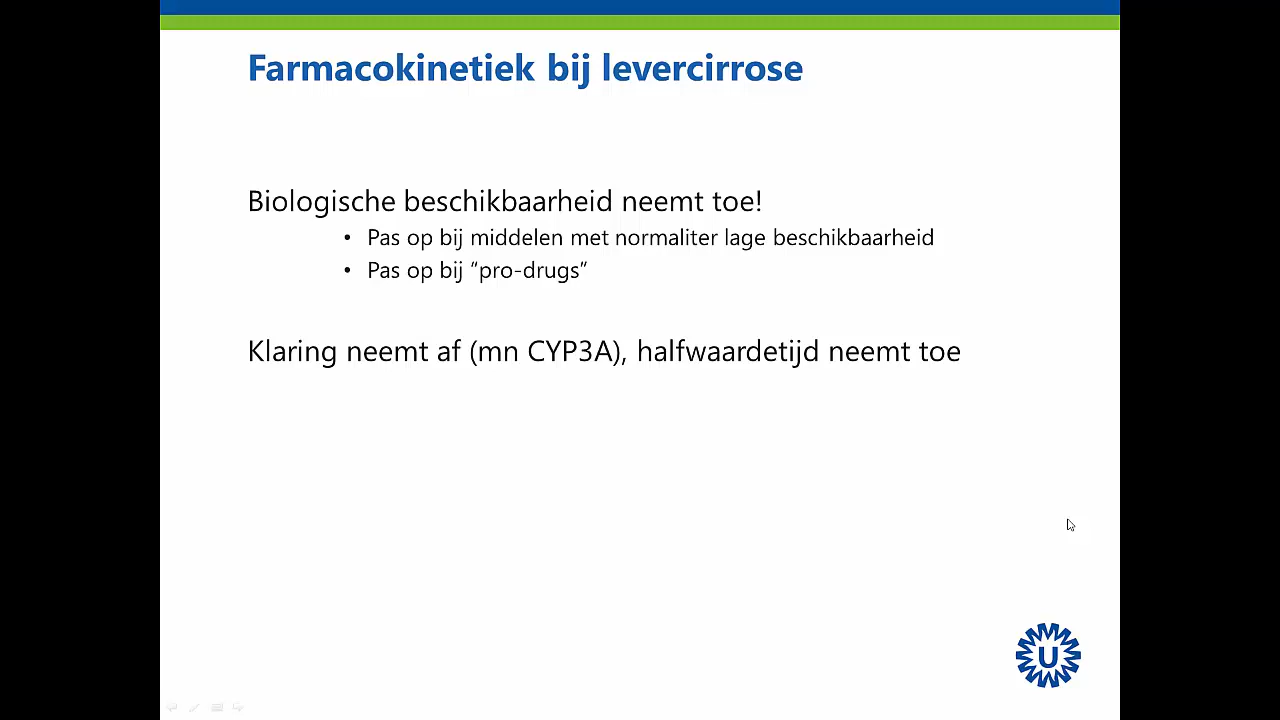 Farmacokinetiek bij levercirrose
Biologische beschikbaarheid neemt toe!
• Pas op bij middelen met normaliter lage beschikbaarheid
• Pas op bij “pro-drugs”
Klaring neemt af (mn CYP3A), halfwaardetijd neemt toe
U